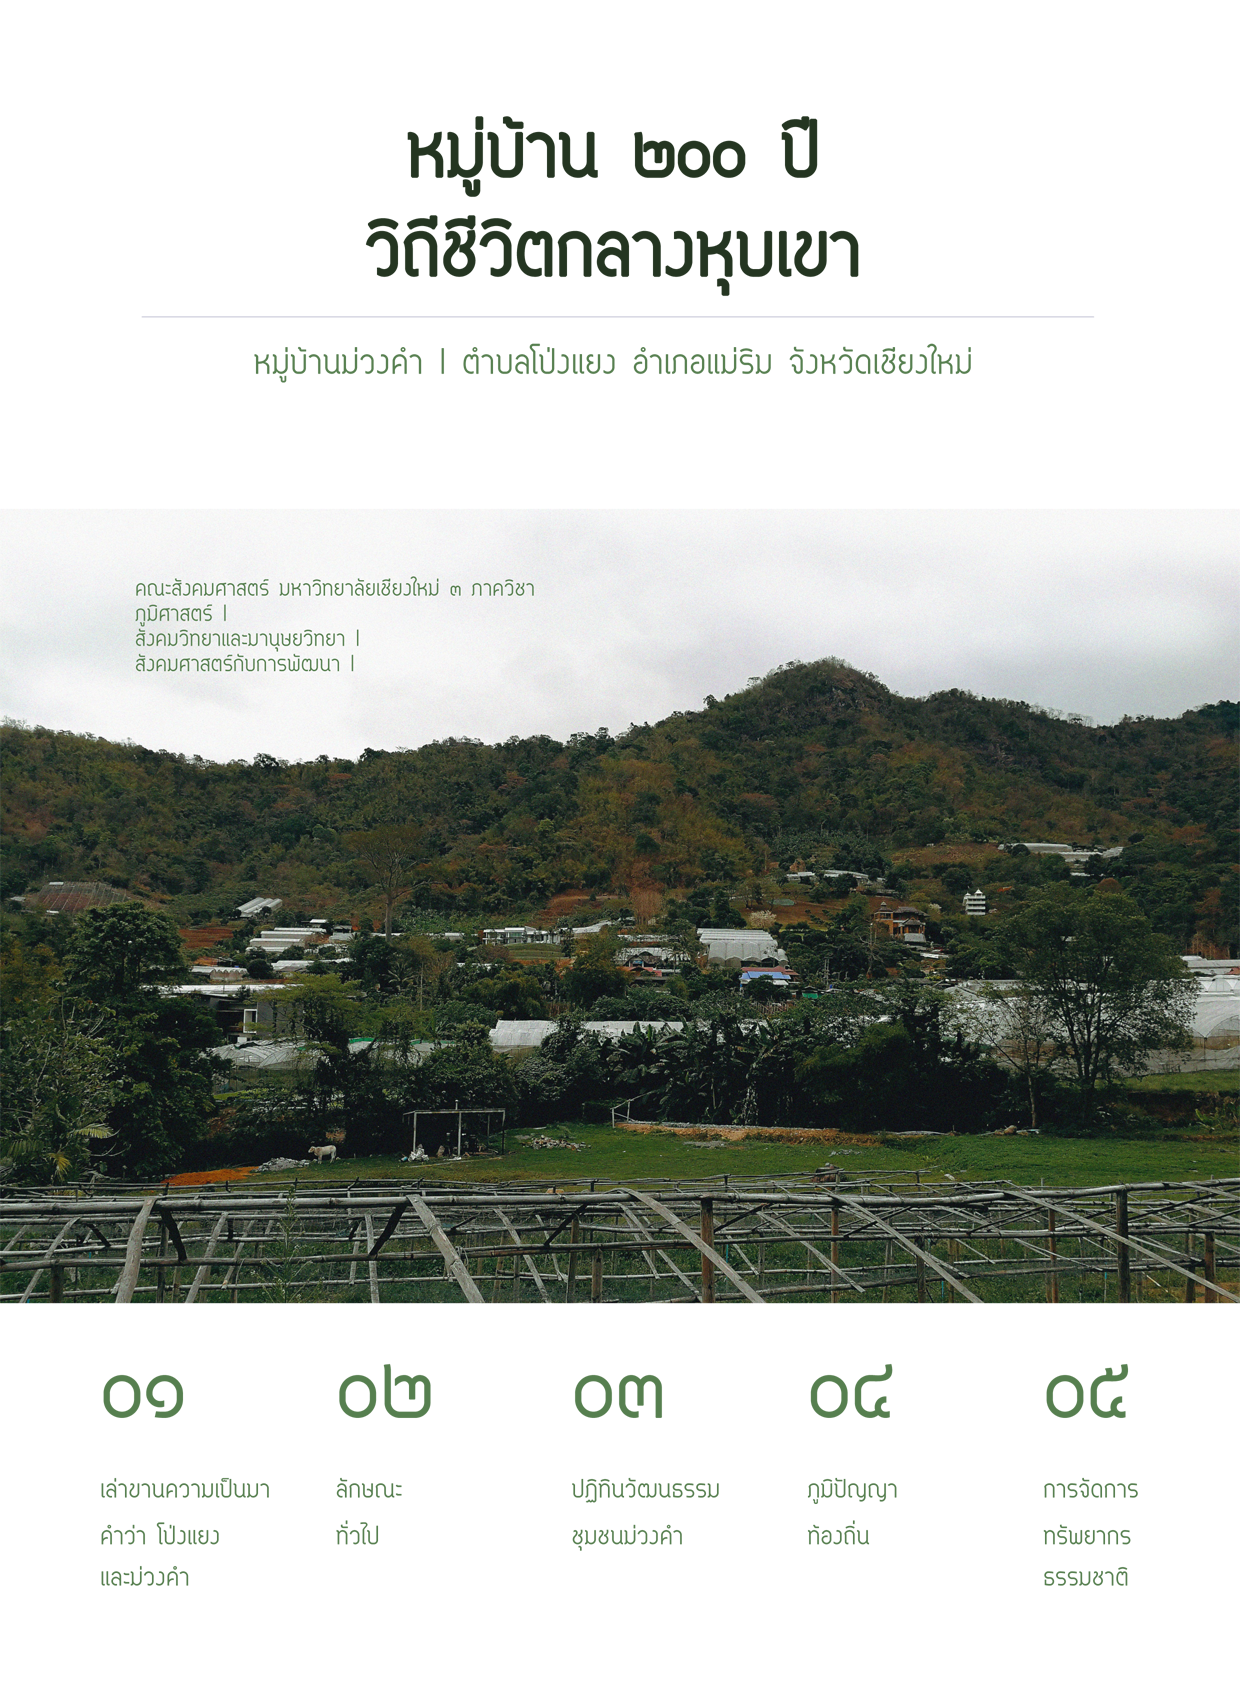 หมู่บ้าน ๒๐๐ ปี
วิถีชีวิตกลางหุบเขา
หมู่บ้านม่วงคำ | ตำบลโป่งแยง อำเภอแม่ริม จังหวัดเชียงใหม่
คณะสังคมศาสตร์ มหาวิทยาลัยเชียงใหม่ ๓ ภาควิชา
ภูมิศาสตร์ |
สังคมวิทยาและมานุษยวิทยา |
สังคมศาสตร์กับการพัฒนา |
๐๑
เล่าขานความเป็นมา
คำว่า โป่งแยง
และม่วงคำ
๐๒
ลักษณะ
ทั่วไป
๐๓
ปฏิทินวัฒนธรรม
ชุมชนม่วงคำ
๐๔
ภูมิปัญญา
ท้องถิ่น
๐๕
การจัดการ
ทรัพยากร
ธรรมชาติ